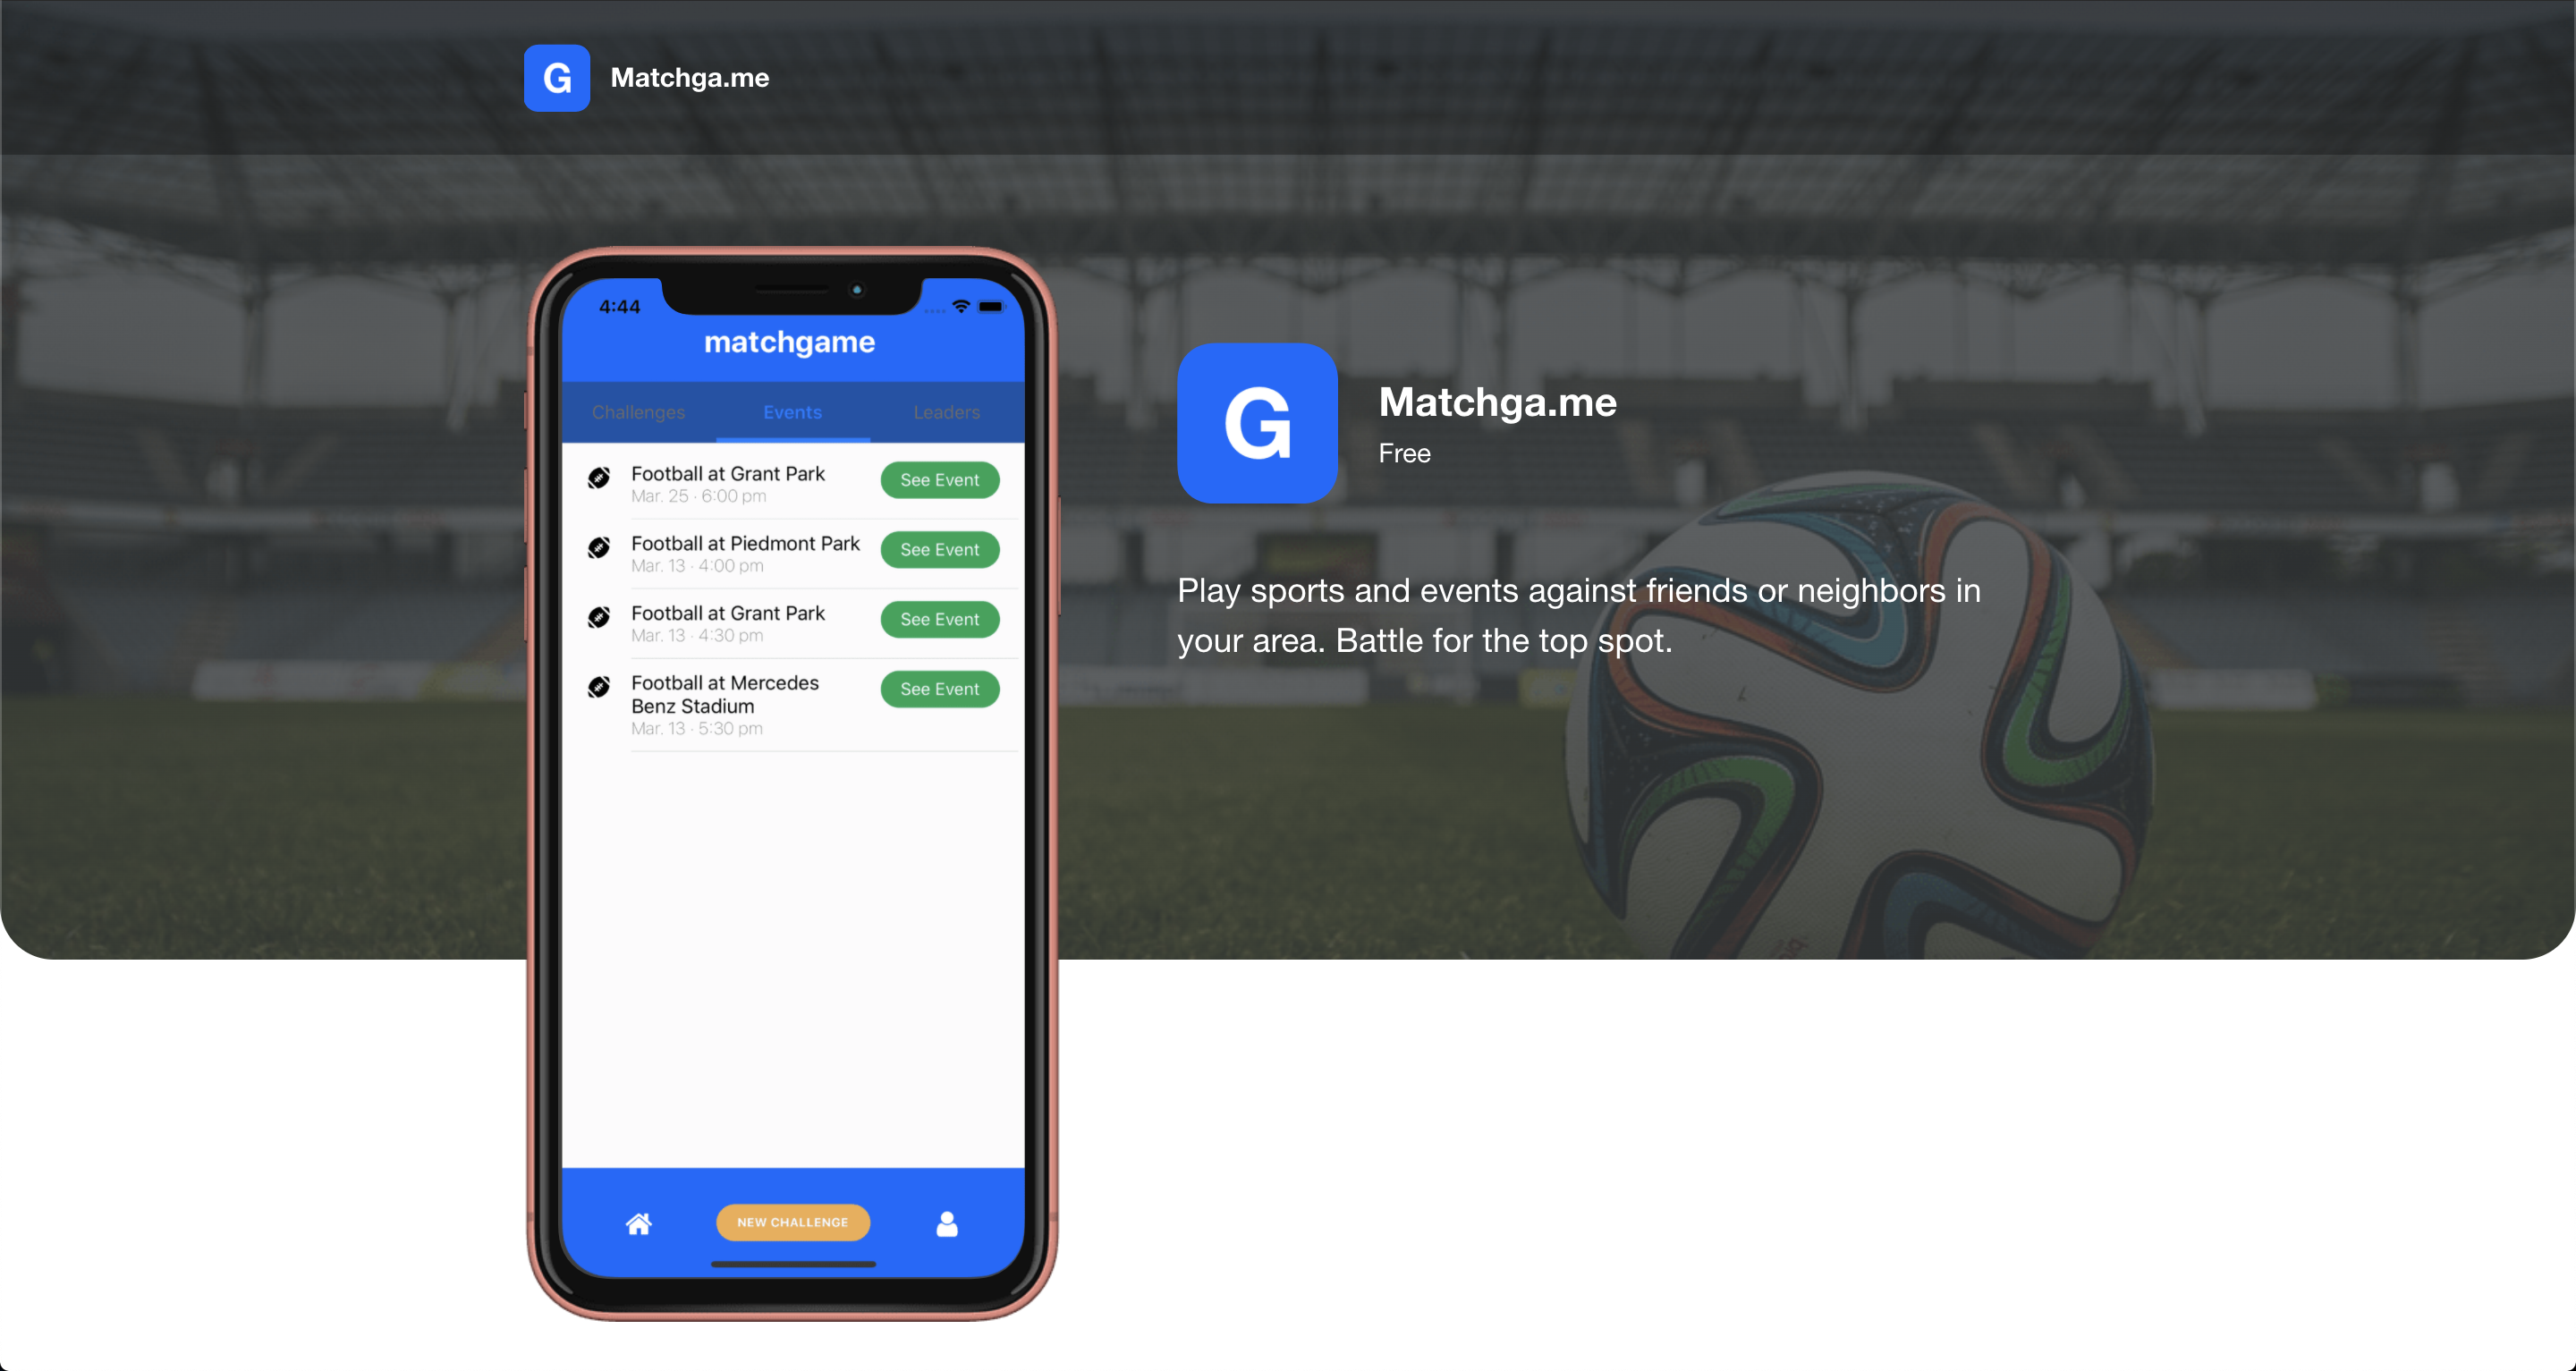 G
Matchga.me
4:44
matchgame
Challenges
Events
Leaders
Football at Grant Park
Mar. 25 · 6:00 pm
See Event
Football at Piedmont Park
Mar. 13 · 4:00 pm
See Event
Football at Grant Park
Mar. 13 · 4:30 pm
See Event
Football at Mercedes
Benz Stadium
Mar. 13 · 5:30 pm
See Event
NEW CHALLENGE
G
Matchga.me
Free
Play sports and events against friends or neighbors in
your area. Battle for the top spot.